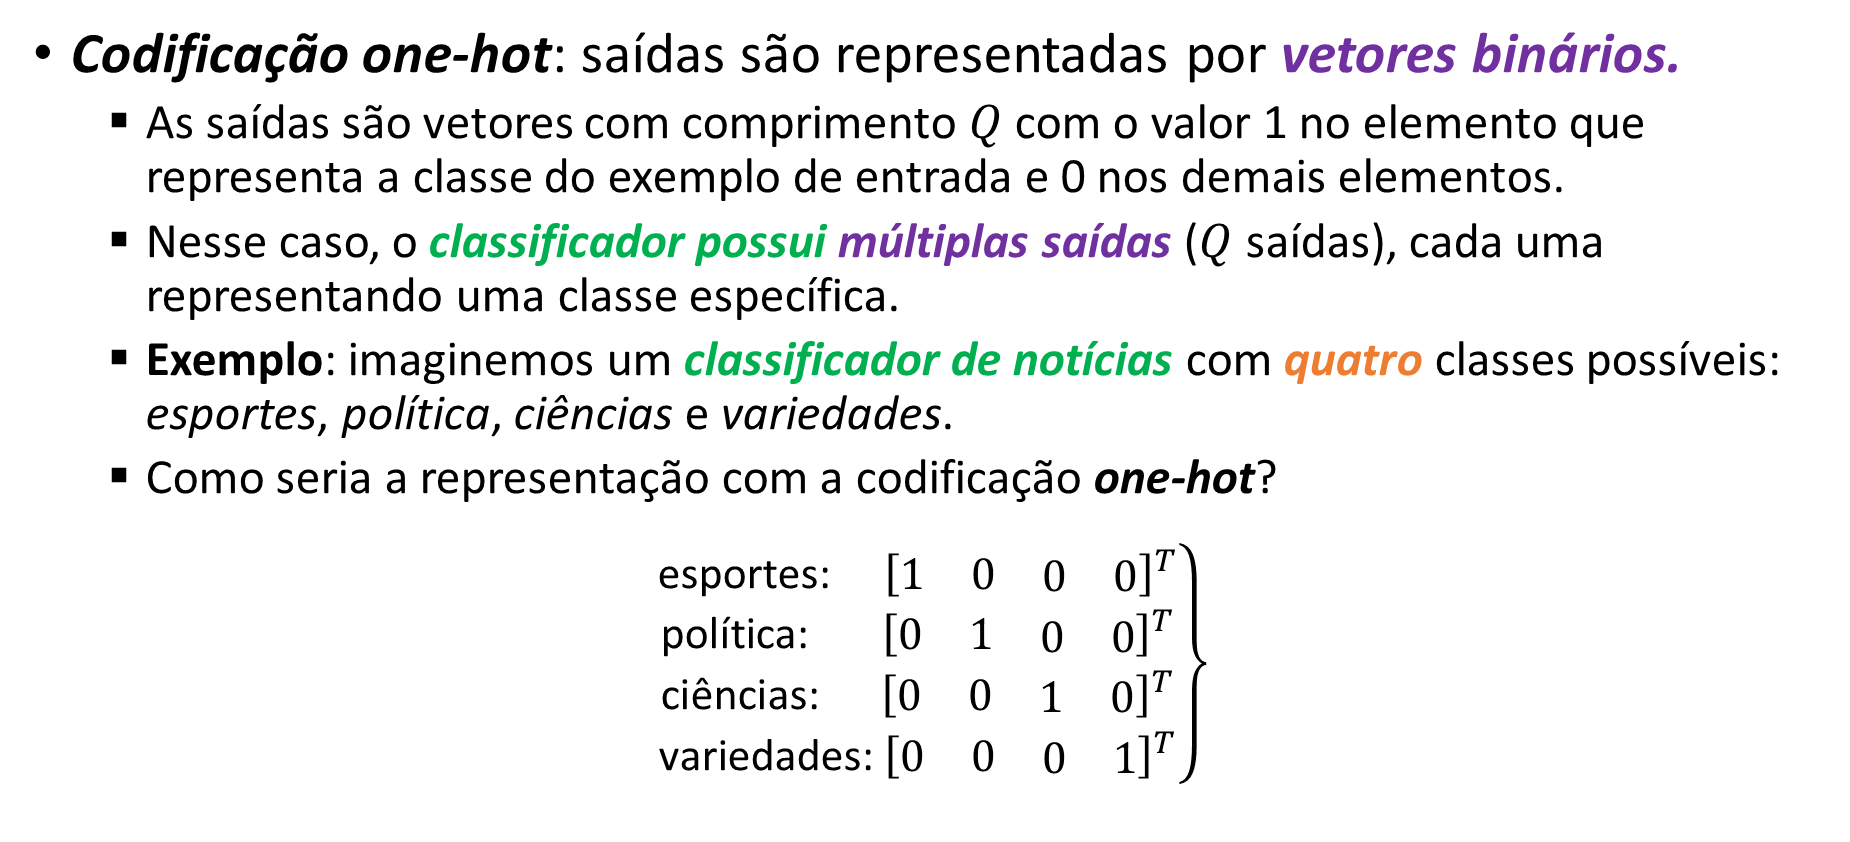 • Codificação one-hot: saídas são representadas por vetores binários.
▪ As saídas são vetores com comprimento Q com o valor 1 no elemento que
representa a classe do exemplo de entrada e 0 nos demais elementos.
▪ Nesse caso, o classificador possui múltiplas saídas (Q saídas), cada uma
representando uma classe específica.
▪ Exemplo: imaginemos um classificador de notícias com quatro classes possíveis:
esportes, política, ciências e variedades.
▪ Como seria a representação com a codificação one-hot?
esportes: [1 0 0 0]^T
política: [0 1 0 0]^T
ciências: [0 0 1 0]^T
variedades: [0 0 0 1]^T